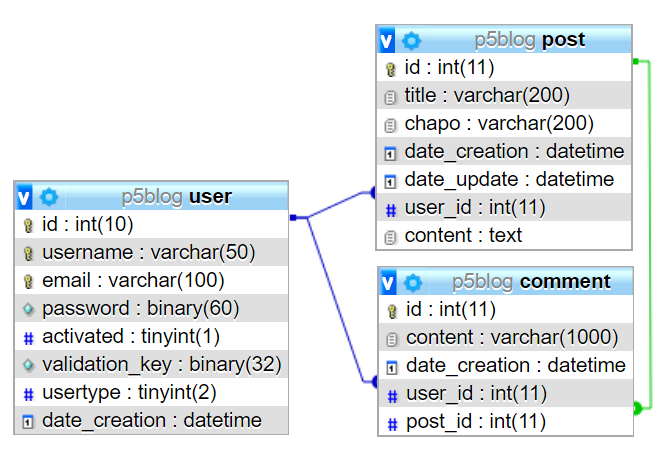 v p5blog post
id : int(11)
title : varchar(200)
chapo : varchar(200)
date_creation : datetime
date_update : datetime
user_id : int(11)
content : text
v p5blog user
id : int(10)
username : varchar(50)
email : varchar(100)
password : binary(60)
activated : tinyint(1)
validation_key : binary(32)
usertype : tinyint(2)
date_creation : datetime
v p5blog comment
id : int(11)
content : varchar(1000)
date_creation : datetime
user_id : int(11)
post_id : int(11)